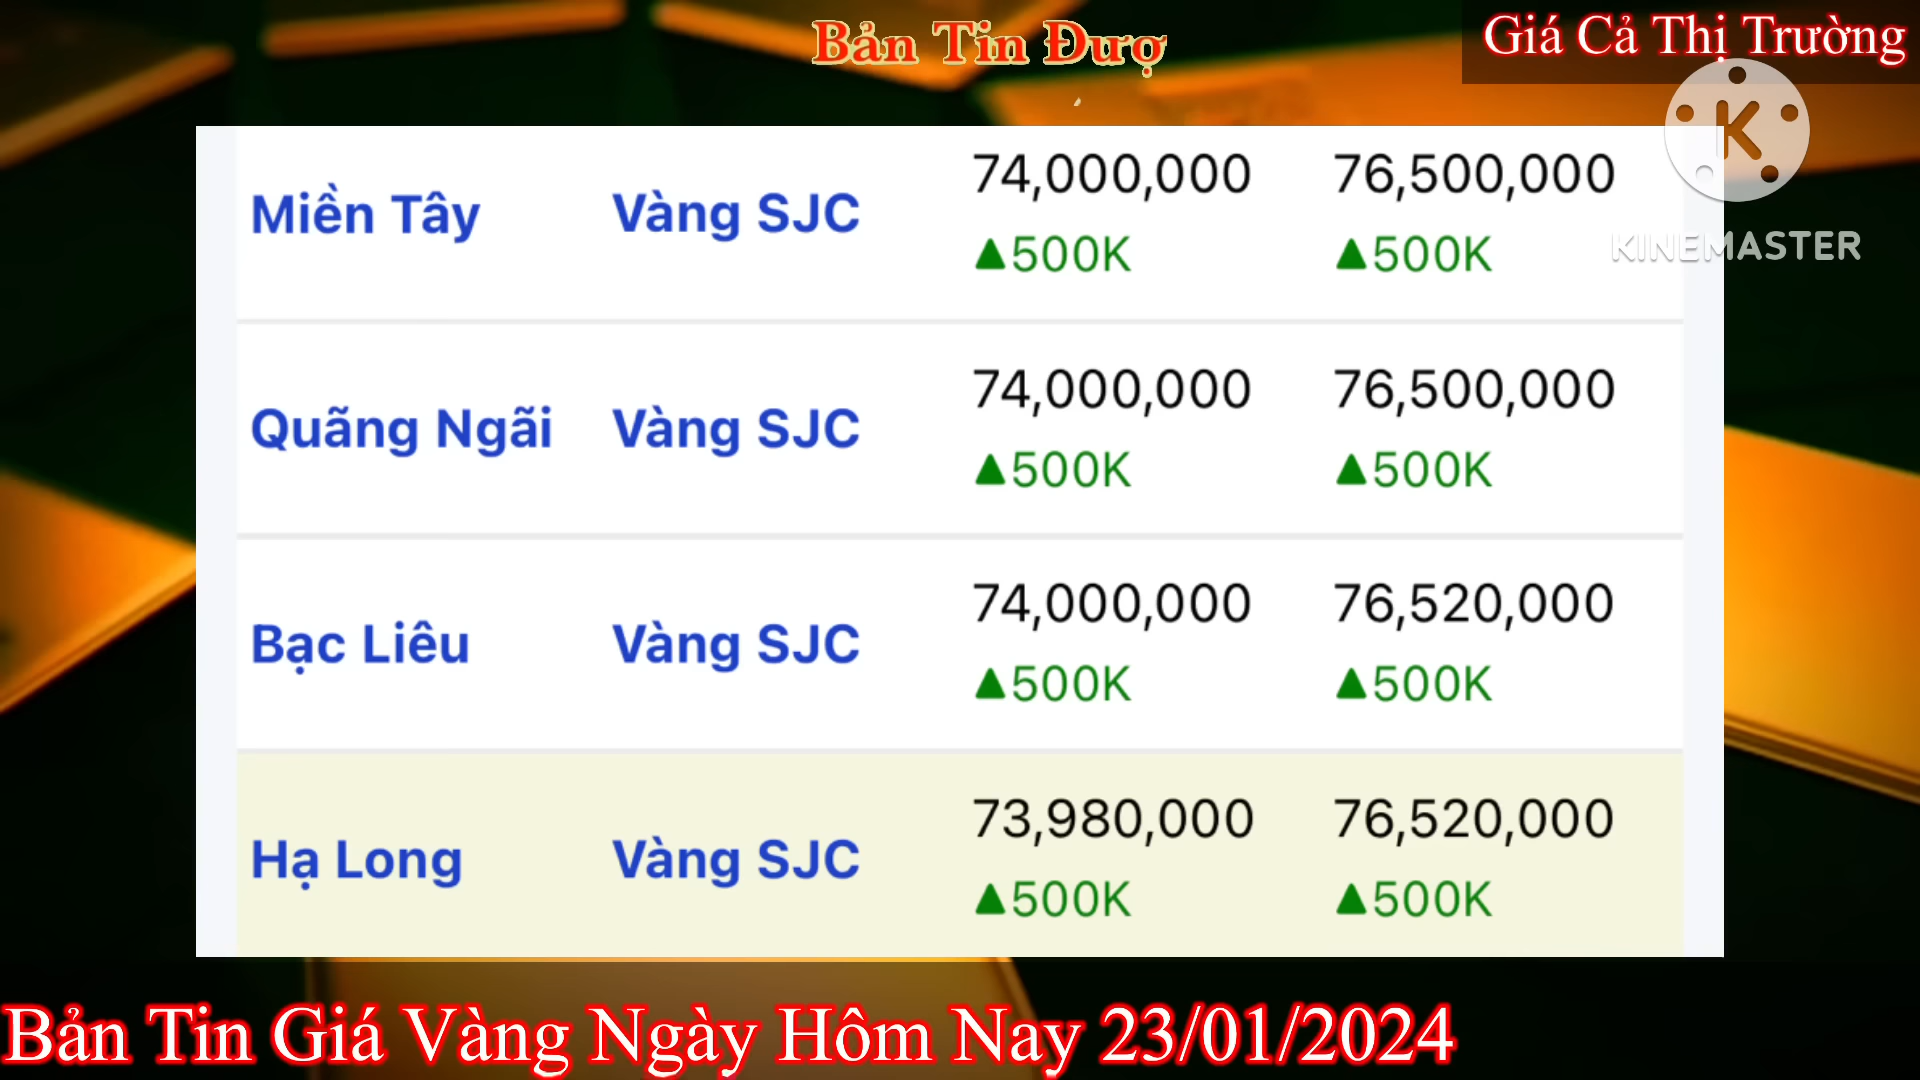 Bản Tin Đượ
Giá Cả Thị Trường
K
KINEMASTER
Miền Tây Vàng SJC 74,000,000 76,500,000
▲500K ▲500K
Quãng Ngãi Vàng SJC 74,000,000 76,500,000
▲500K ▲500K
Bạc Liêu Vàng SJC 74,000,000 76,520,000
▲500K ▲500K
Hạ Long Vàng SJC 73,980,000 76,520,000
▲500K ▲500K
Bản Tin Giá Vàng Ngày Hôm Nay 23/01/2024